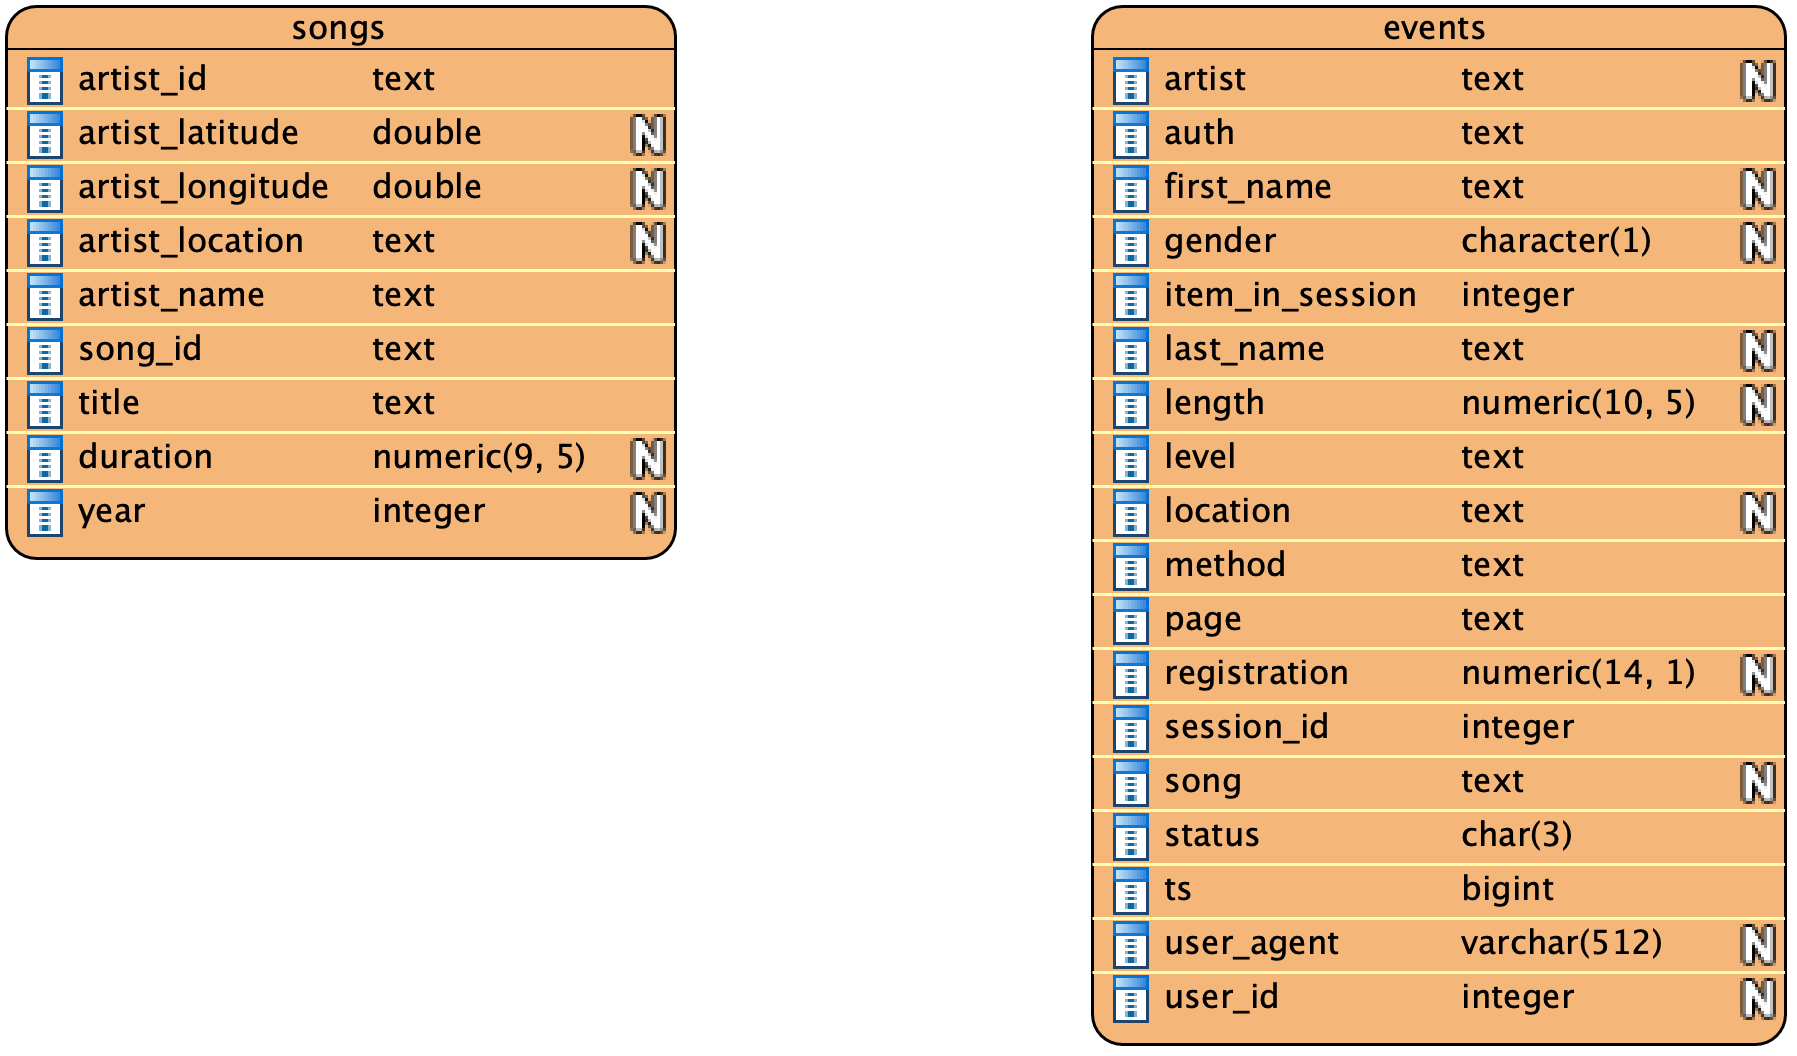 songs
artist_id text
artist_latitude double N
artist_longitude double N
artist_location text N
artist_name text
song_id text
title text
duration numeric(9, 5) N
year integer N
events
artist text N
auth text
first_name text N
gender character(1) N
item_in_session integer
last_name text N
length numeric(10, 5) N
level text
location text N
method text
page text
registration numeric(14, 1) N
session_id integer
song text N
status char(3)
ts bigint
user_agent varchar(512) N
user_id integer N